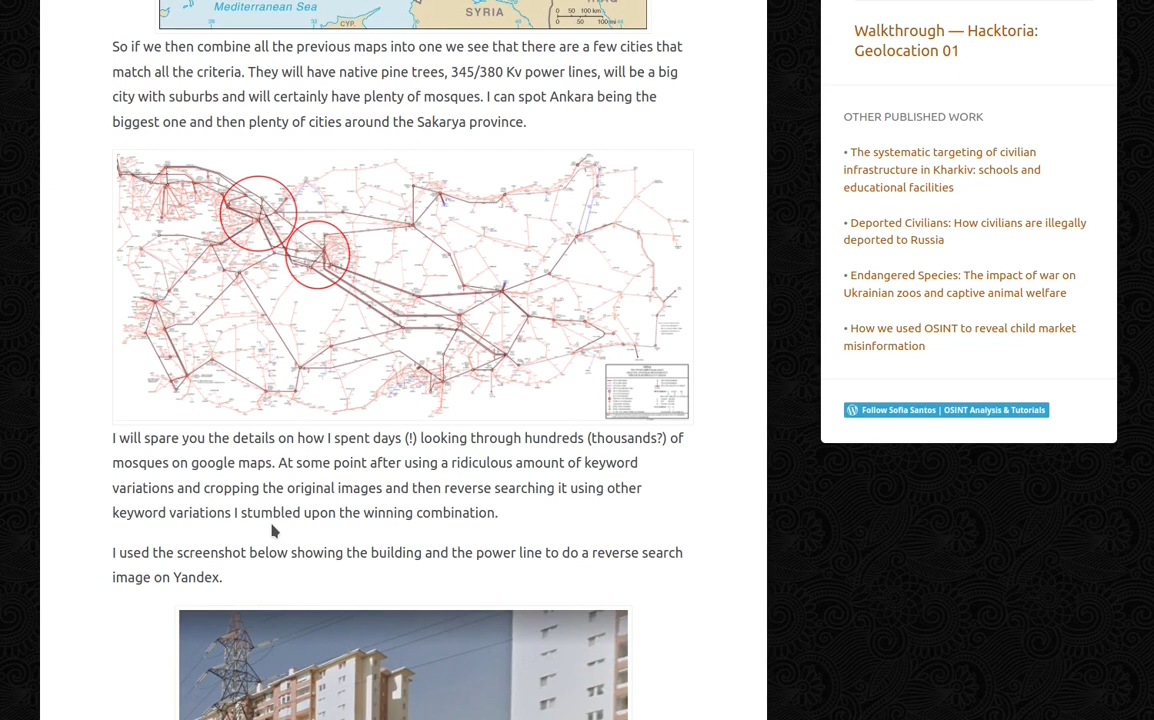 Mediterranean Sea
CYP.
SYRIA
0 50 100 km
So if we then combine all the previous maps into one we see that there are a few cities that
match all the criteria. They will have native pine trees, 345/380 Kv power lines, will be a big
city with suburbs and will certainly have plenty of mosques. I can spot Ankara being the
biggest one and then plenty of cities around the Sakarya province.
I will spare you the details on how I spent days (!) looking through hundreds (thousands?) of
mosques on google maps. At some point after using a ridiculous amount of keyword
variations and cropping the original images and then reverse searching it using other
keyword variations I stumbled upon the winning combination.
I used the screenshot below showing the building and the power line to do a reverse search
image on Yandex.
Walkthrough — Hacktoria:
Geolocation 01
OTHER PUBLISHED WORK
• The systematic targeting of civilian
infrastructure in Kharkiv: schools and
educational facilities
• Deported Civilians: How civilians are illegally
deported to Russia
• Endangered Species: The impact of war on
Ukrainian zoos and captive animal welfare
• How we used OSINT to reveal child market
misinformation
Follow Sofia Santos | OSINT Analysis & Tutorials